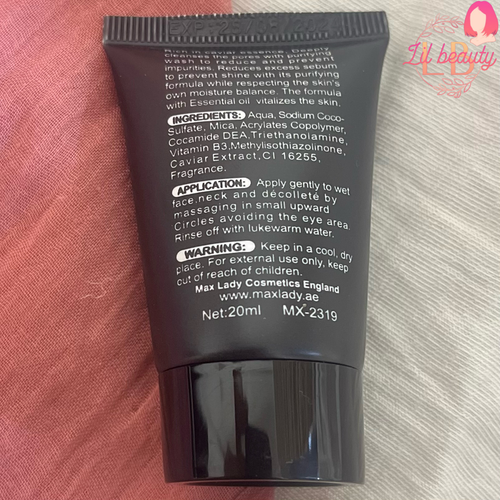 Lil beauty
LB
Rich in caviar essence. Deeply
cleanses the pores with purifying
wash to reduce and prevent
impurities. Reduces excess sebum
to prevent shine with its purifying
formula while respecting the skin's
own moisture balance. The formula
with Essential oil vitalizes the skin.
INGREDIENTS: Aqua, Sodium Coco-
Sulfate, Mica, Acrylates Copolymer,
Cocamide DEA,Triethanolamine,
Vitamin B3,Methylisothiazolinone,
Caviar Extract,CI 16255,
Fragrance.
APPLICATION: Apply gently to wet
face,neck and décolleté by
massaging in small upward
Circles avoiding the eye area.
Rinse off with lukewarm water.
WARNING: Keep in a cool, dry
place. For external use only, keep
out of reach of children.
Max Lady Cosmetics England
www.maxlady.ae
Net:20ml MX-2319